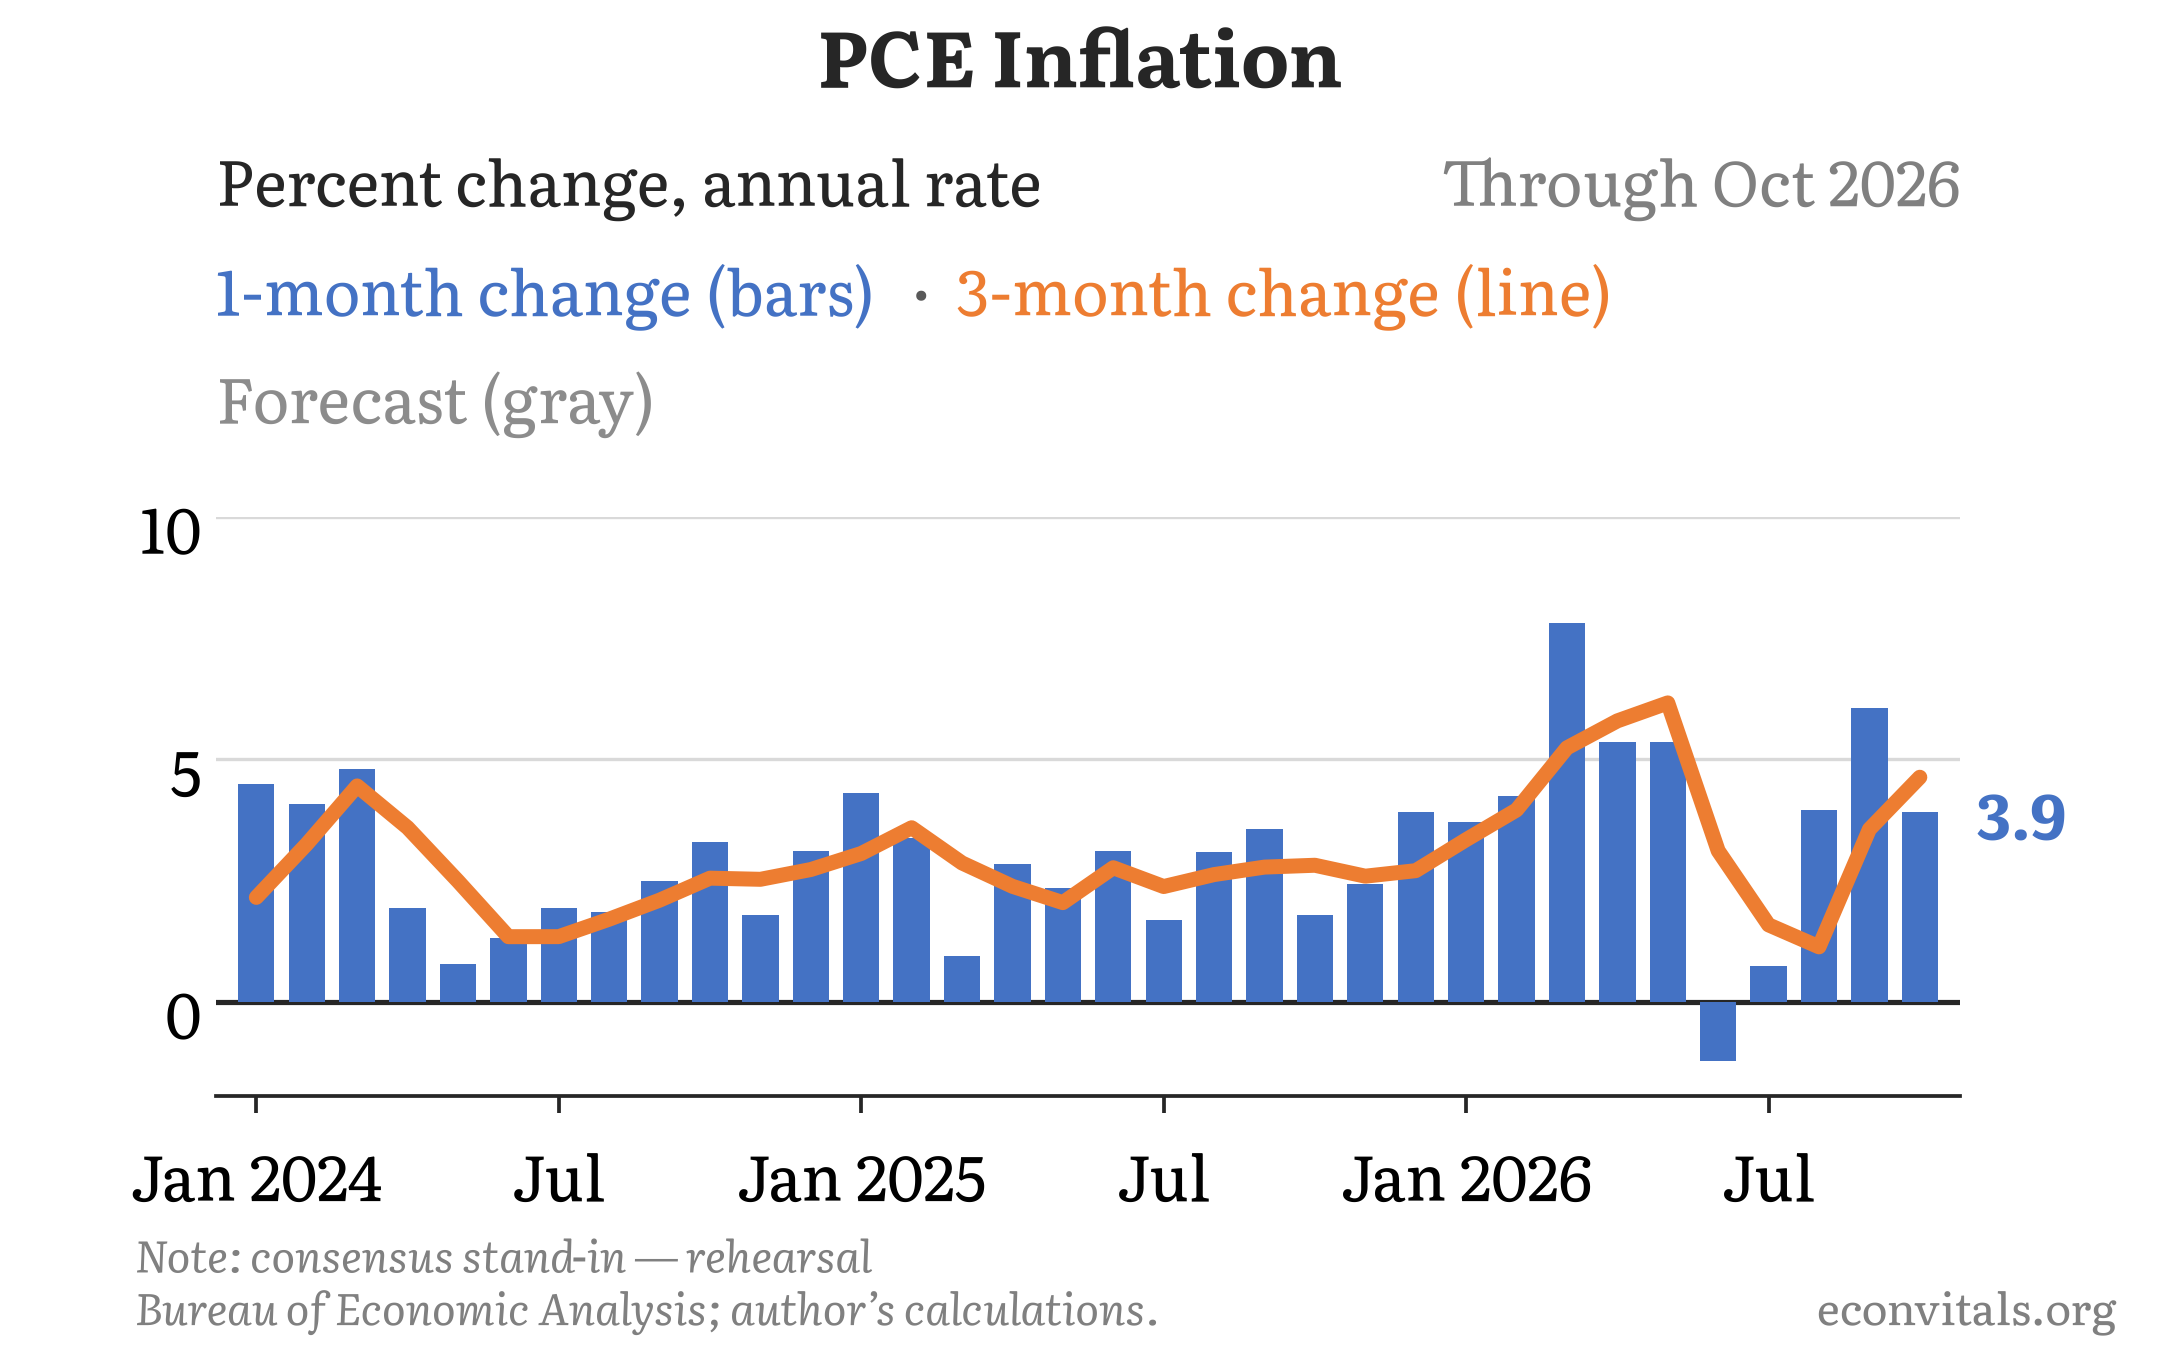 PCE Inflation
Percent change, annual rate
Through Oct 2026
1-month change (bars) · 3-month change (line)
Forecast (gray)
10
5
0
3.9
Jan 2024
Jul
Jan 2025
Jul
Jan 2026
Jul
Note: consensus stand-in — rehearsal
Bureau of Economic Analysis; author’s calculations.
econvitals.org